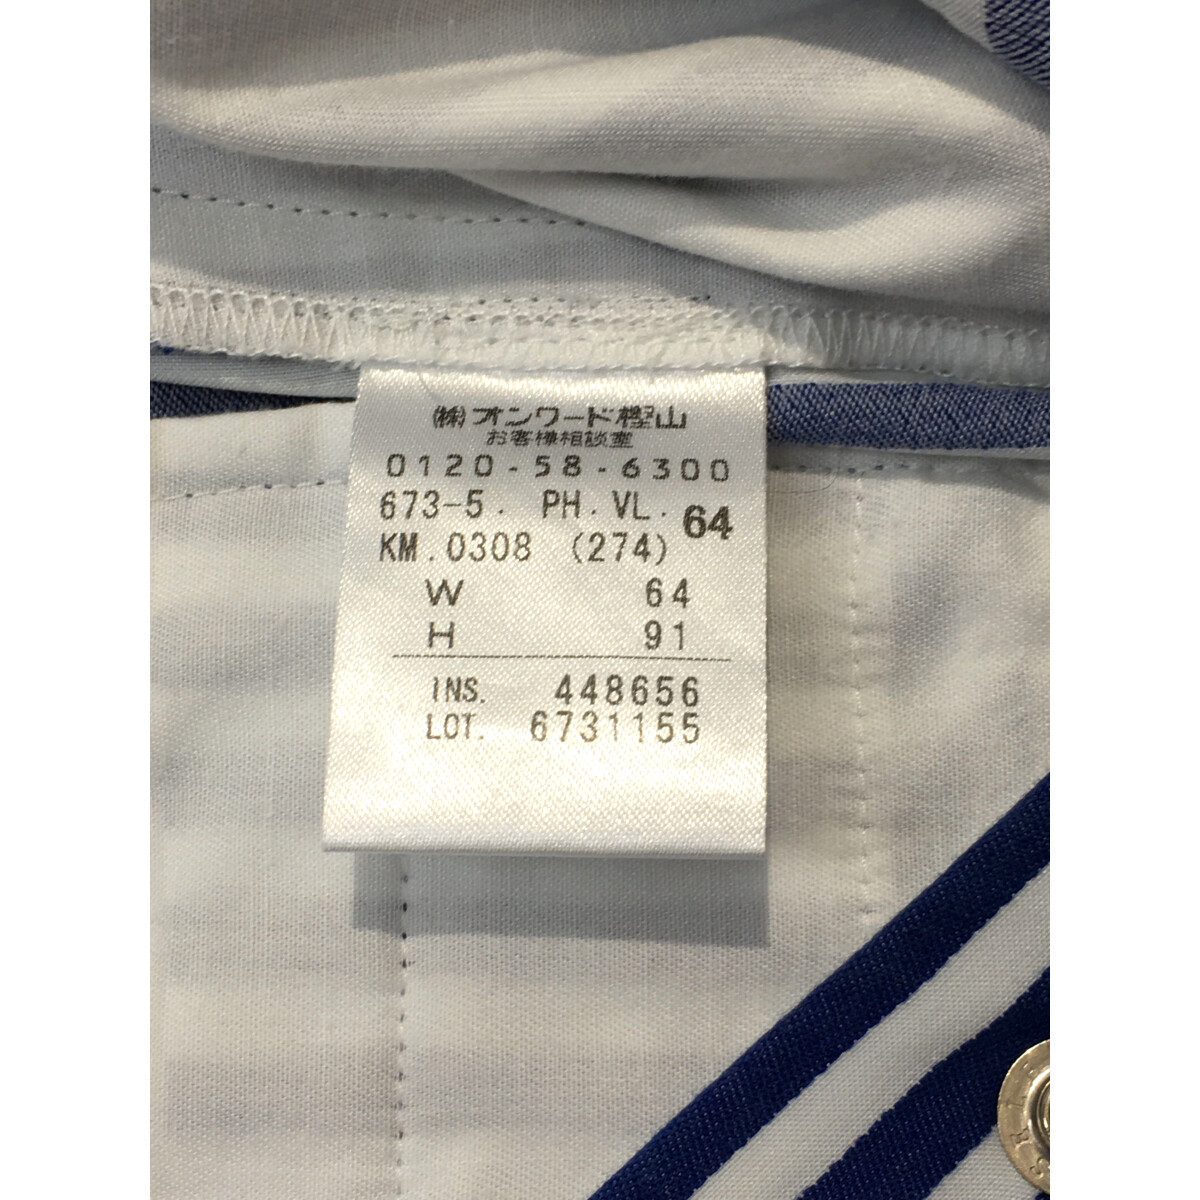 ㈱オンワード樫山
お客様相談室
0120-58-6300
673-5. PH. VL. 64
KM.0308 (274)
W 64
H 91
INS. 448656
LOT. 6731155